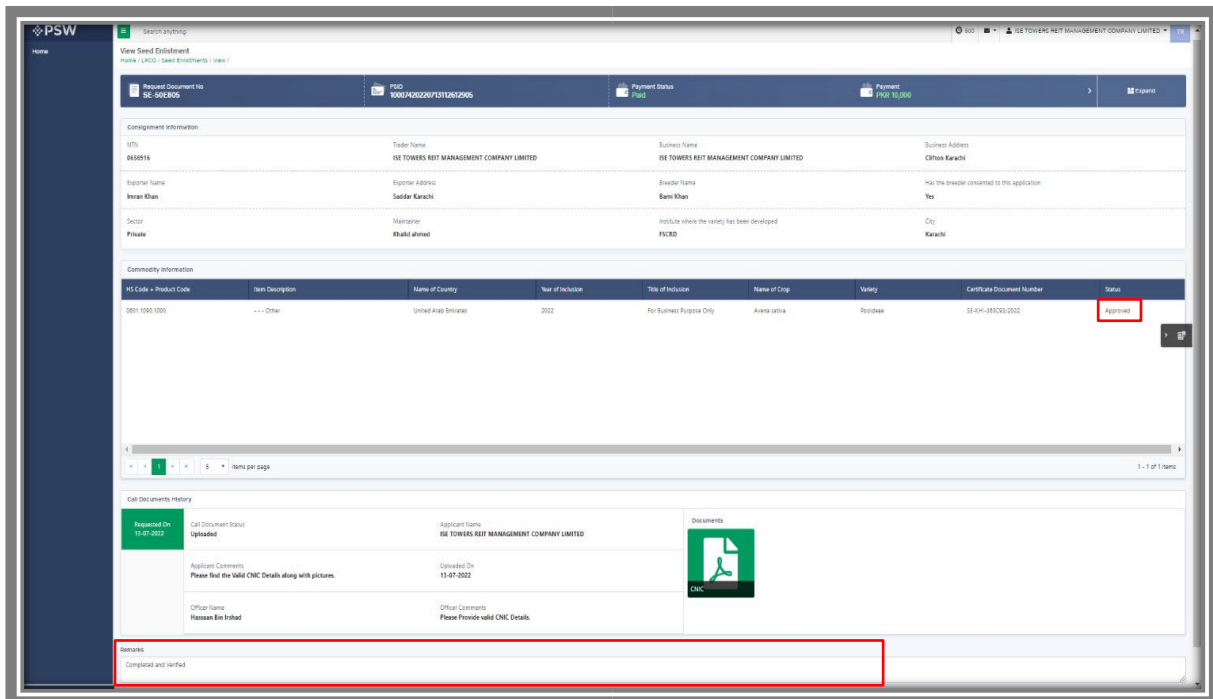 PSW
Search anything
800
ISE TOWERS REIT MANAGEMENT COMPANY LIMITED
Home
View Seed Enlistment
Home / LPCO / Seed Enlistments / View /
Request Document No
SE-50EB05
PSID
10007420220713112612905
Payment Status
Paid
Payment
PKR 10,000
Expand
Consignment Information
NTN
Trader Name
Business Name
Business Address
0656916
ISE TOWERS REIT MANAGEMENT COMPANY LIMITED
ISE TOWERS REIT MANAGEMENT COMPANY LIMITED
Clifton Karachi
Exporter Name
Exporter Address
Breeder Name
Has the breeder consented to this application
Imran Khan
Saddar Karachi
Bami Khan
Yes
Sector
Maintainer
Institute where the variety has been developed
City
Private
Khalid ahmed
FSCRD
Karachi
Commodity Information
HS Code + Product Code
Item Description
Name of Country
Year of Inclusion
Title of Inclusion
Name of Crop
Variety
Certificate Document Number
Status
0601.1090.1000
- - - Other
United Arab Emirates
2022
For Business Purpose Only
Avena sativa
Pooideae
Approved
1
5
items per page
1 - 1 of 1 items
Call Documents History
Requested On
13-07-2022
Call Document Status
Uploaded
Applicant Name
ISE TOWERS REIT MANAGEMENT COMPANY LIMITED
Applicant Comments
Please find the Valid CNIC Details along with pictures.
Uploaded On
13-07-2022
Officer Name
Hassaan Bin Irshad
Officer Comments
Please Provide valid CNIC Details.
Documents
CNIC
Remarks
Completed and Verified